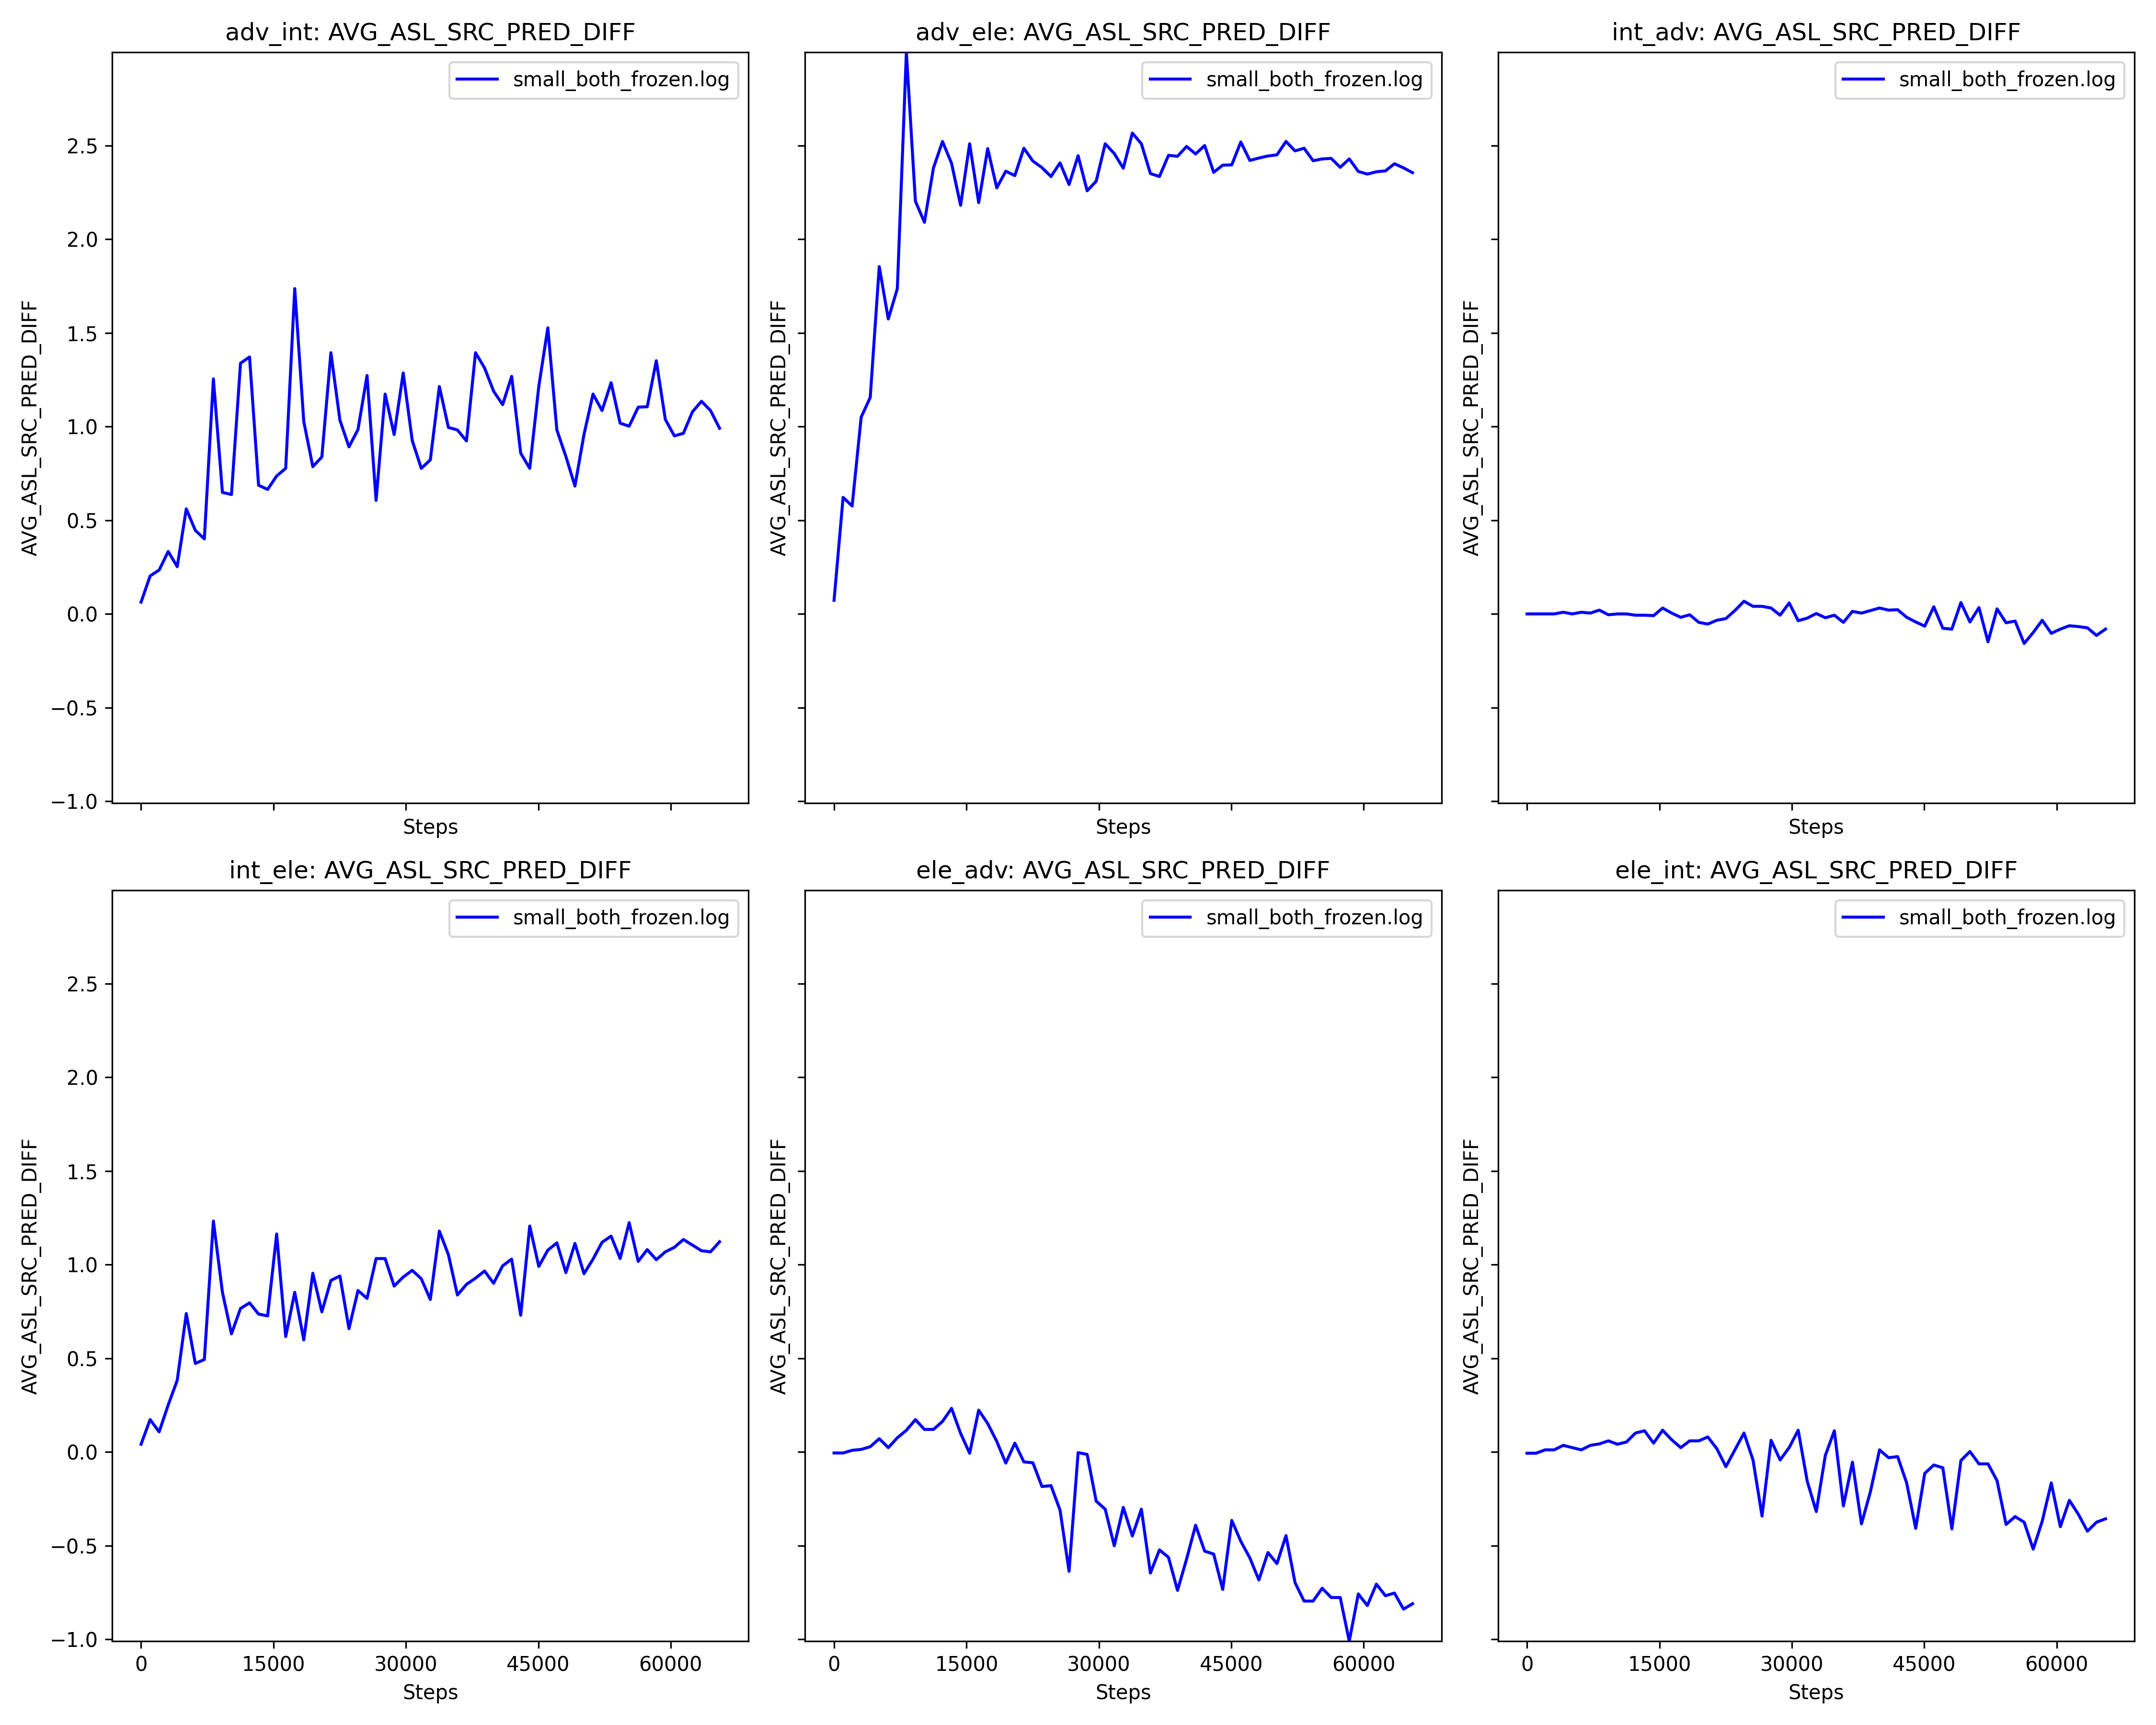 adv_int: AVG_ASL_SRC_PRED_DIFF
adv_ele: AVG_ASL_SRC_PRED_DIFF
int_adv: AVG_ASL_SRC_PRED_DIFF
small_both_frozen.log
small_both_frozen.log
small_both_frozen.log
AVG_ASL_SRC_PRED_DIFF
2.5
2.0
1.5
1.0
0.5
0.0
−0.5
−1.0
AVG_ASL_SRC_PRED_DIFF
AVG_ASL_SRC_PRED_DIFF
Steps
Steps
Steps
int_ele: AVG_ASL_SRC_PRED_DIFF
ele_adv: AVG_ASL_SRC_PRED_DIFF
ele_int: AVG_ASL_SRC_PRED_DIFF
small_both_frozen.log
small_both_frozen.log
small_both_frozen.log
AVG_ASL_SRC_PRED_DIFF
2.5
2.0
1.5
1.0
0.5
0.0
−0.5
−1.0
AVG_ASL_SRC_PRED_DIFF
AVG_ASL_SRC_PRED_DIFF
0 15000 30000 45000 60000
0 15000 30000 45000 60000
0 15000 30000 45000 60000
Steps
Steps
Steps